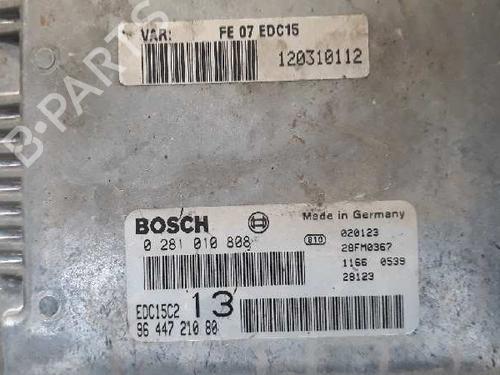 VAR: FE 07 EDC15
120310112
B-PARTS
BOSCH
Made in Germany
0 281 010 808
B10
020123
28FM0367
1166 0539
28123
EDC15C2 13
96 447 210 80